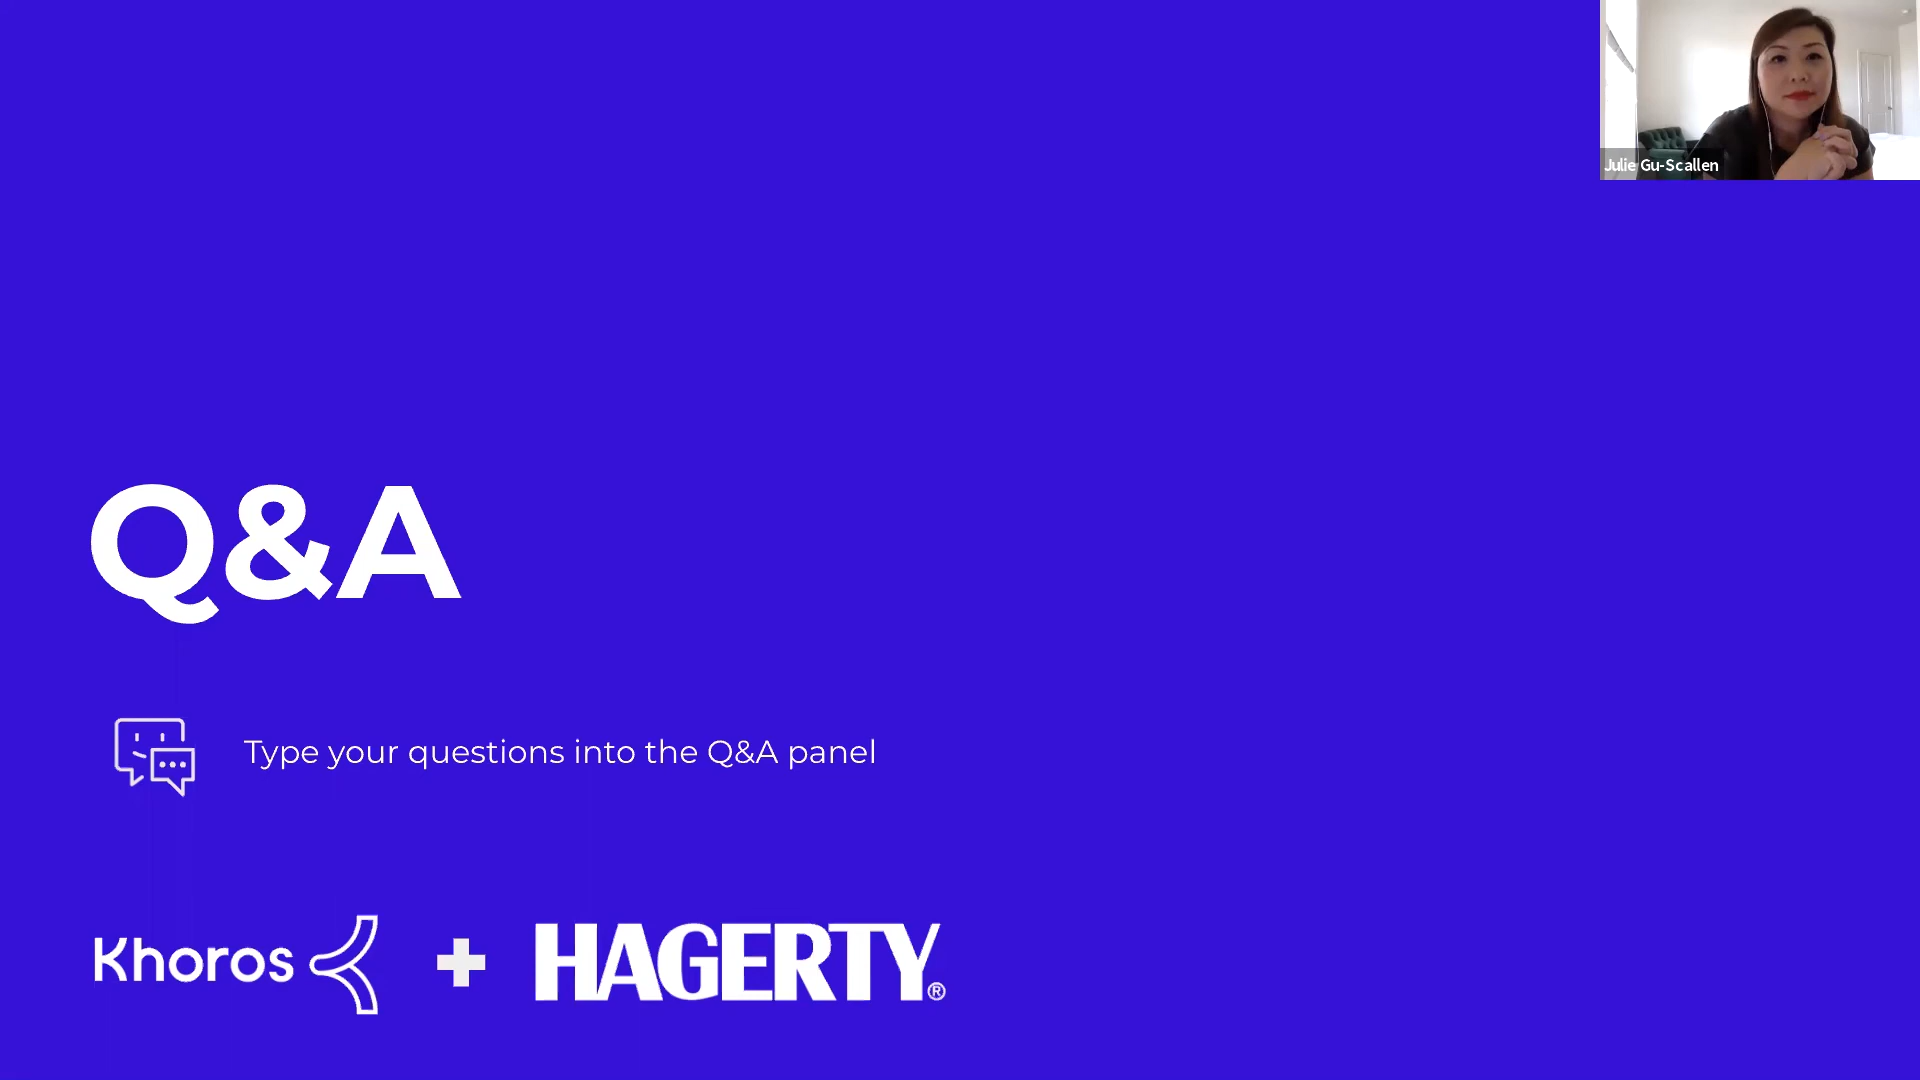 Julie Gu-Scallen
Q&A
Type your questions into the Q&A panel
Khoros + HAGERTY®